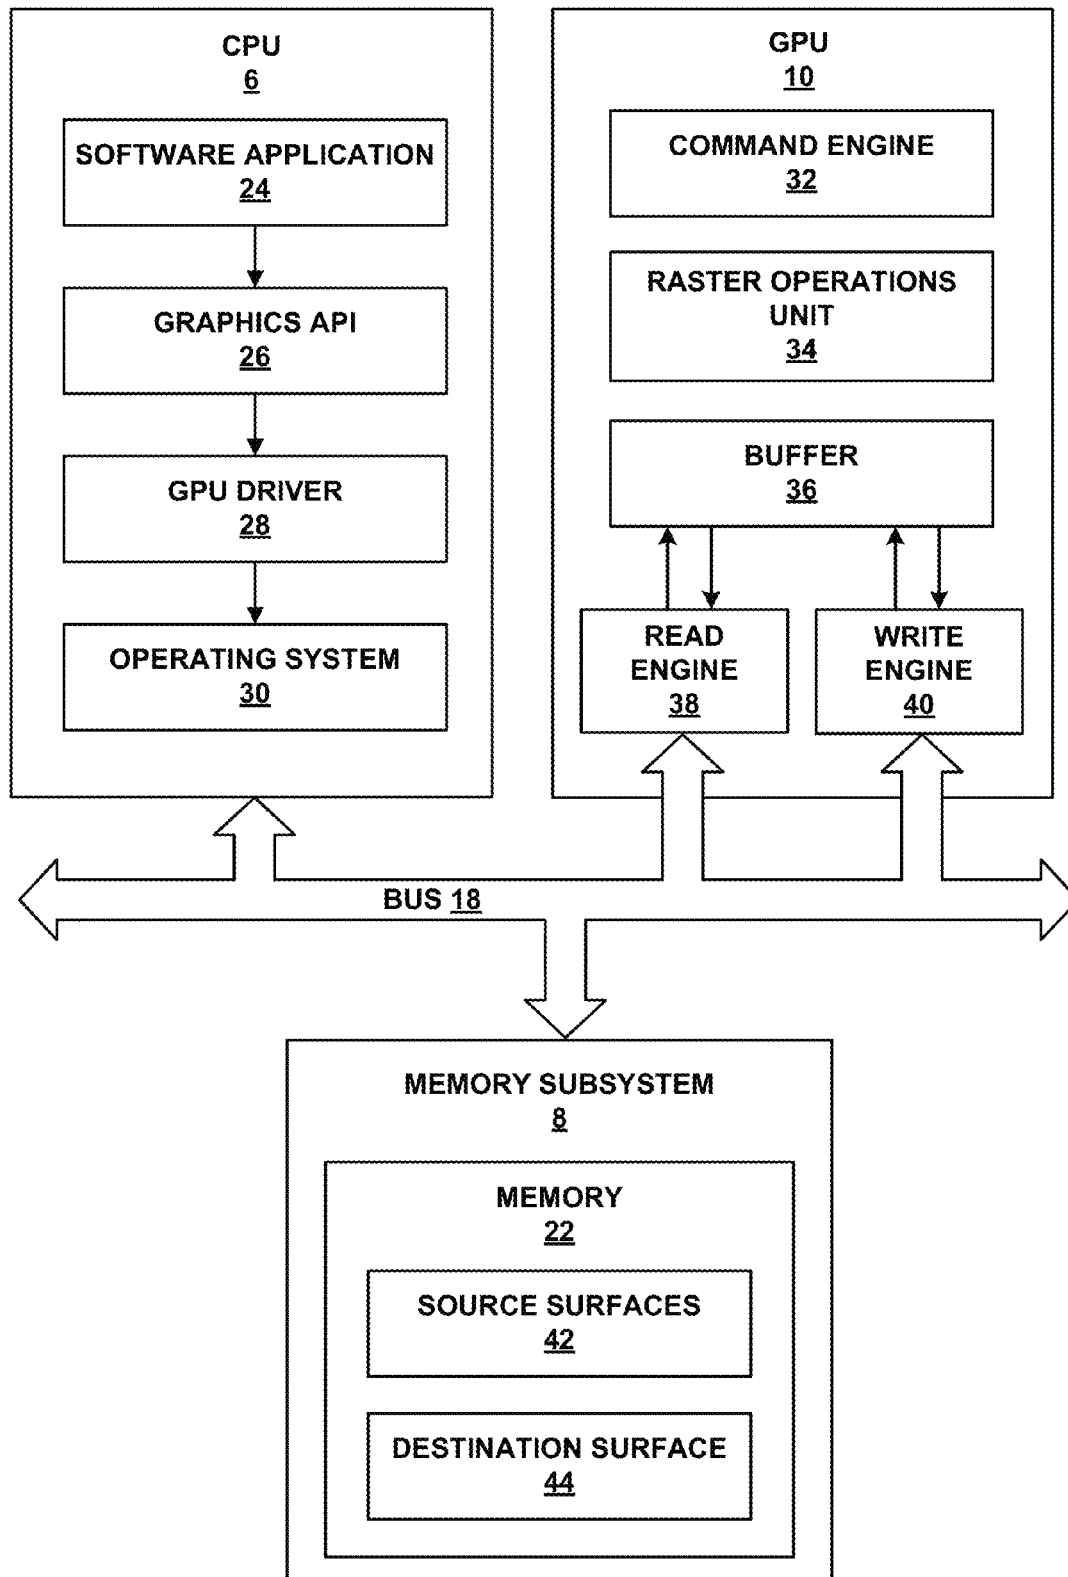 CPU
6
SOFTWARE APPLICATION
24
GRAPHICS API
26
GPU DRIVER
28
OPERATING SYSTEM
30
GPU
10
COMMAND ENGINE
32
RASTER OPERATIONS
UNIT
34
BUFFER
36
READ
ENGINE
38
WRITE
ENGINE
40
BUS 18
MEMORY SUBSYSTEM
8
MEMORY
22
SOURCE SURFACES
42
DESTINATION SURFACE
44